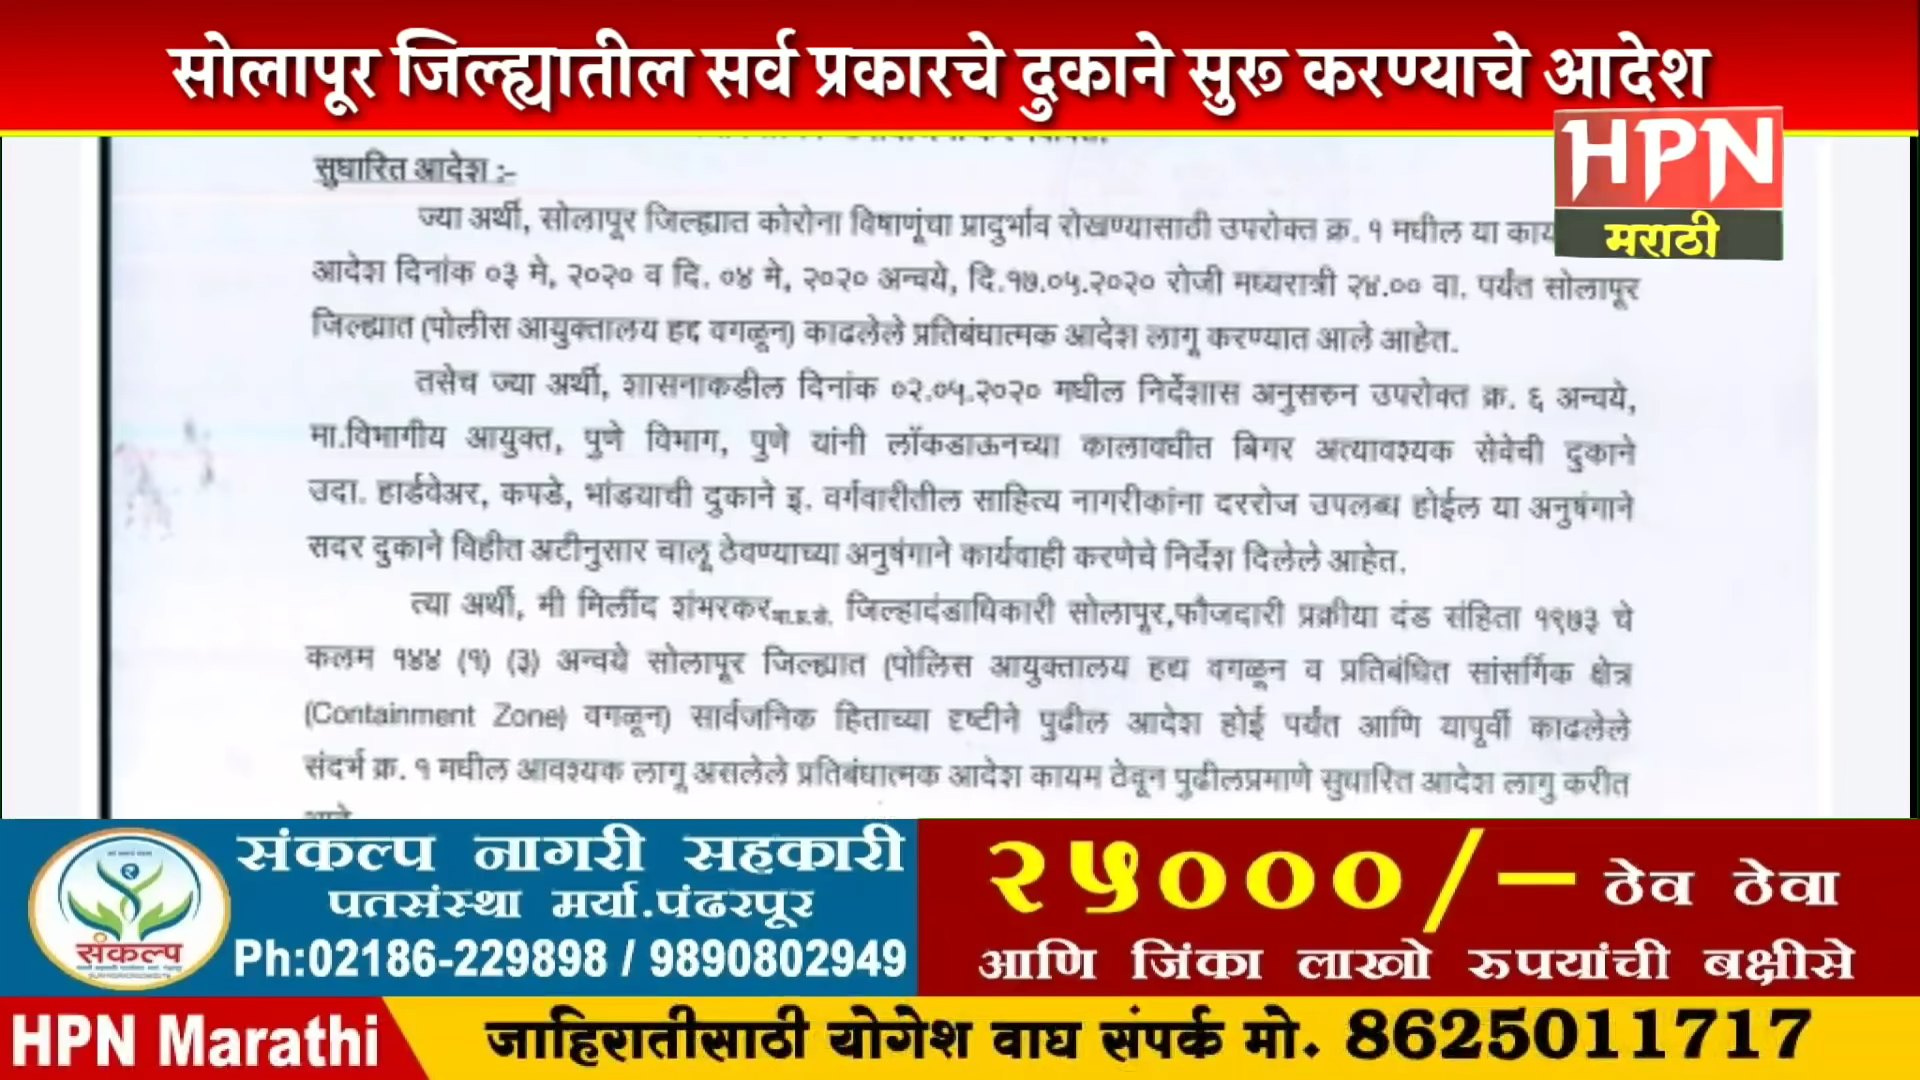 सोलापूर जिल्ह्यातील सर्व प्रकारचे दुकाने सुरू करण्याचे आदेश
HPN
मराठी
सुधारित आदेश :-
ज्या अर्थी, सोलापूर जिल्ह्यात कोरोना विषाणूंचा प्रादुर्भाव रोखण्यासाठी उपरोक्त क्र. १ मधील या
आदेश दिनांक ०३ मे, २०२० व दि. ०४ मे, २०२० अन्वये, दि.१७.०५.२०२० रोजी मध्यरात्री २४.०० वा. पर्यंत सोलापूर
जिल्ह्यात (पोलीस आयुक्तालय हद्द वगळून) काढलेले प्रतिबंधात्मक आदेश लागू करण्यात आले आहेत.
तसेच ज्या अर्थी, शासनाकडील दिनांक ०२.०५.२०२० मधील निर्देशास अनुसरुन उपरोक्त क्र. ६ अन्वये,
मा.विभागीय आयुक्त, पुणे विभाग, पुणे यांनी लॉकडाऊनच्या कालावधीत बिगर अत्यावश्यक सेवेची दुकाने
उदा. हार्डवेअर, कपडे, भांडयाची दुकाने इ. वर्गवारीतील साहित्य नागरीकांना दररोज उपलब्ध होईल या अनुषंगाने
सदर दुकाने विहीत अटीनुसार चालू ठेवण्याच्या अनुषंगाने कार्यवाही करणेचे निर्देश दिलेले आहेत.
त्या अर्थी, मी मिलींद शंभरकर भा.प्र.से. जिल्हादंडाधिकारी सोलापूर,फौजदारी प्रक्रीया दंड संहिता १९७३ चे
कलम १४४ (१) (३) अन्वये सोलापूर जिल्ह्यात (पोलिस आयुक्तालय हद्य वगळून व प्रतिबंधित सांसर्गिक क्षेत्र
(Containment Zone) वगळून) सार्वजनिक हिताच्या दृष्टीने पुढील आदेश होई पर्यंत आणि यापूर्वी काढलेले
संदर्भ क्र. १ मधील आवश्यक लागू असलेले प्रतिबंधात्मक आदेश कायम ठेवून पुढीलप्रमाणे सुधारित आदेश लागु करीत
संकल्प
संकल्प नागरी सहकारी
पतसंस्था मर्या.पंढरपूर
Ph:02186-229898 / 9890802949
२५०००/– ठेव ठेवा
आणि जिंका लाखो रुपयांची बक्षीसे
HPN Marathi
जाहिरातीसाठी योगेश वाघ संपर्क मो. 8625011717